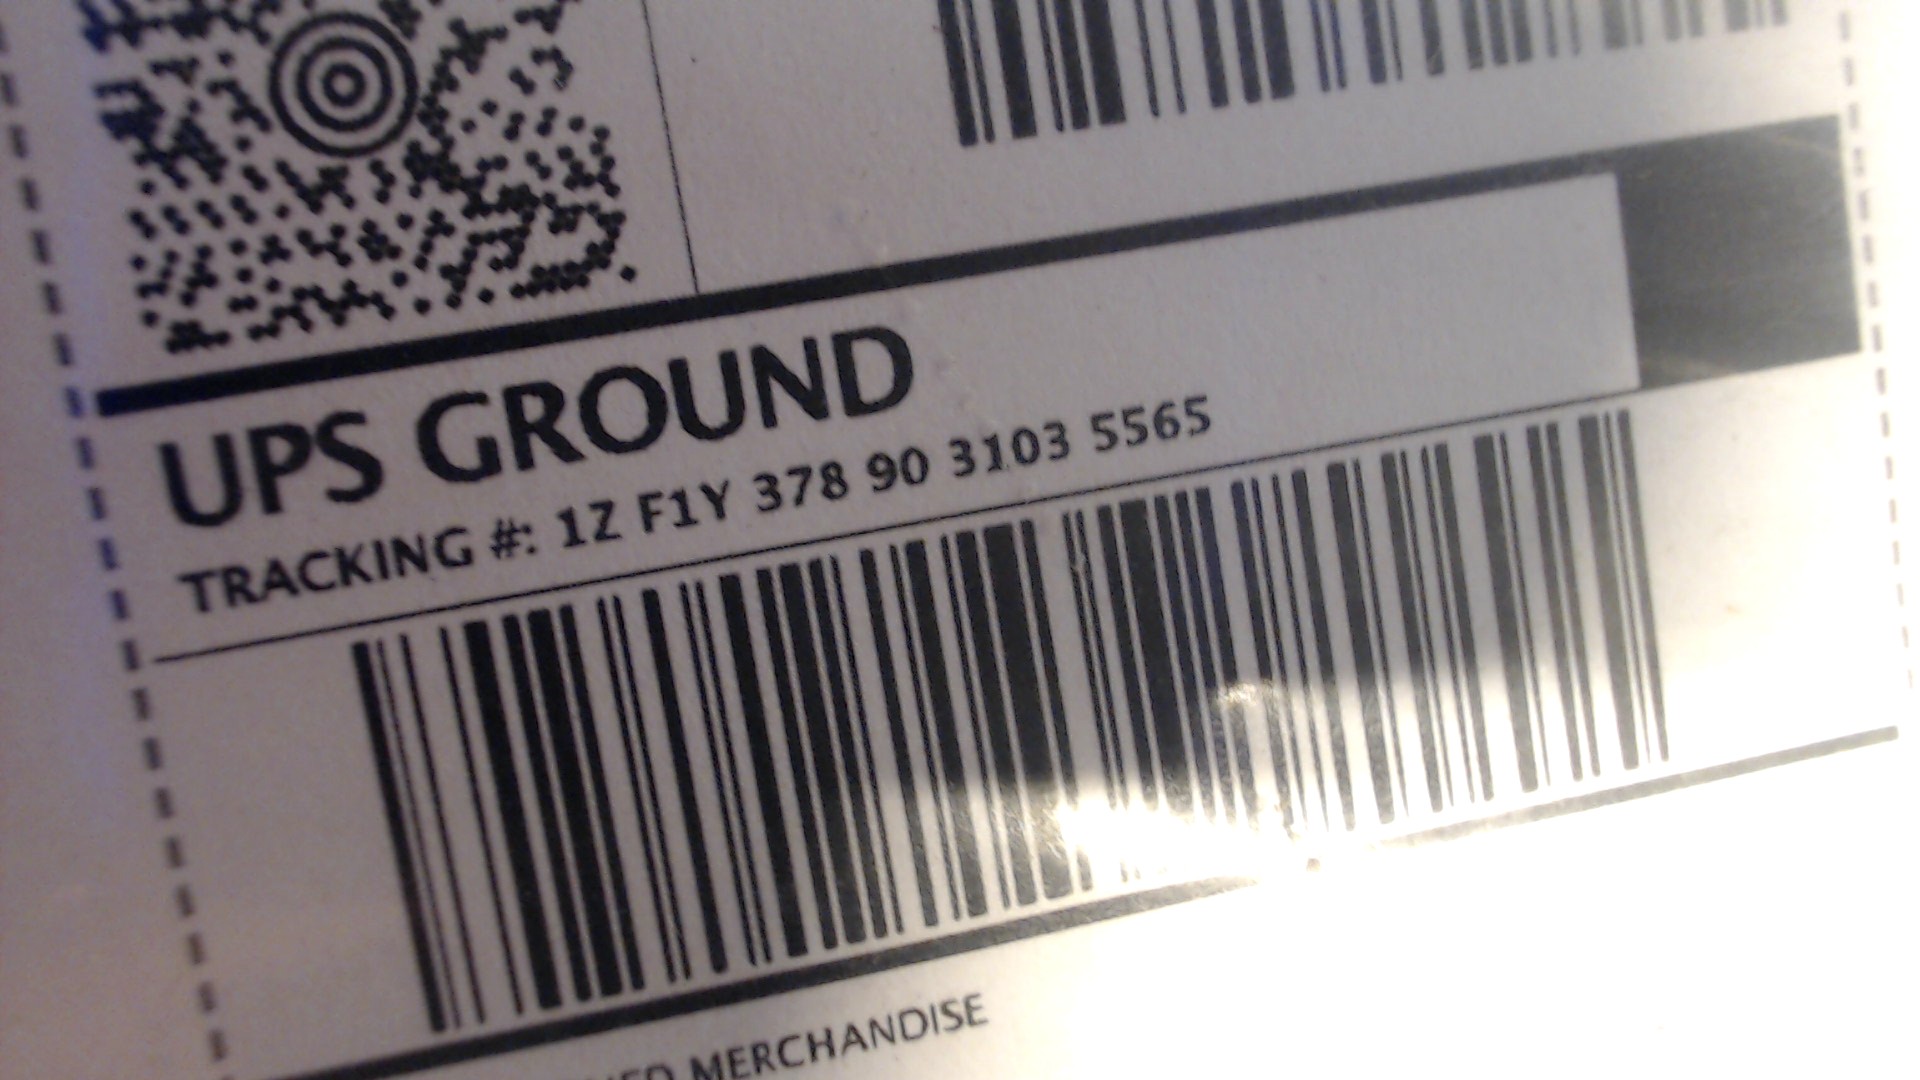 UPS GROUND
TRACKING #: 1Z F1Y 378 90 3103 5565
MERCHANDISE